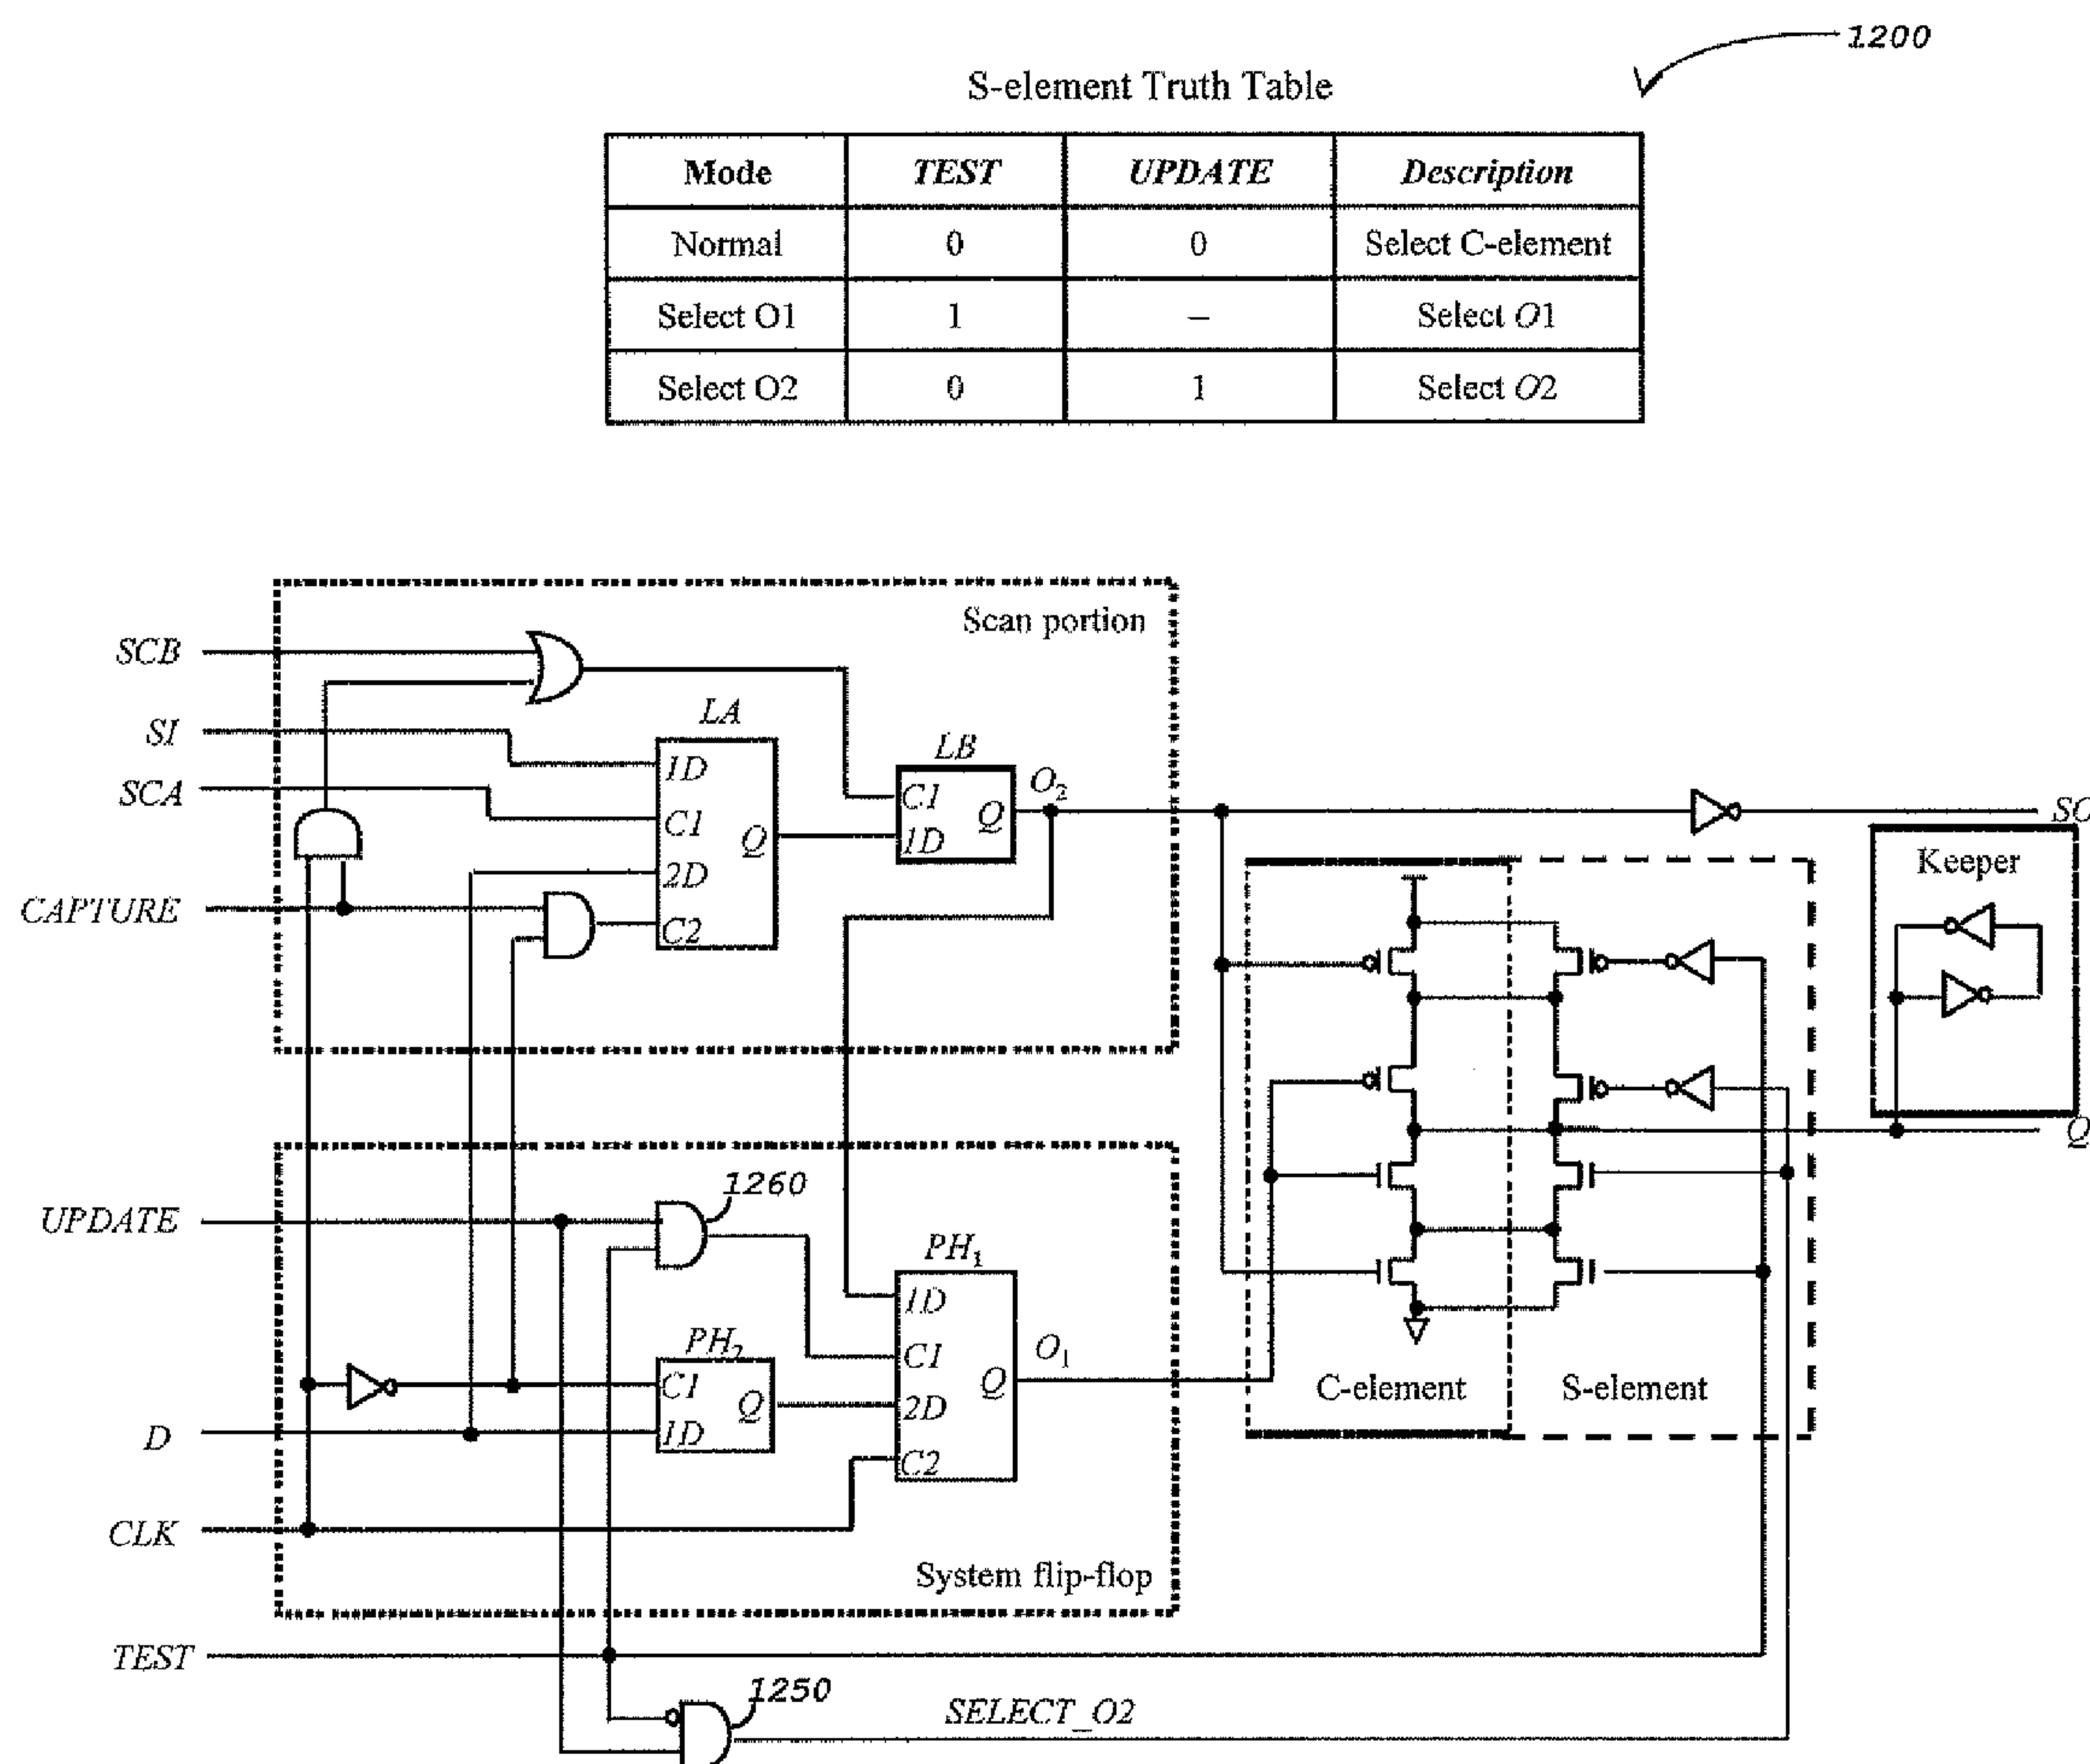 1200
S-element Truth Table
Mode TEST UPDATE Description
Normal 0 0 Select C-element
Select O1 1 – Select O1
Select O2 0 1 Select O2
Scan portion
SCB
SI
SCA
CAPTURE
LA
1D
C1
2D
C2
Q
LB
C1
1D
Q
O2
SO
Keeper
Q
C-element
S-element
UPDATE
D
CLK
TEST
1260
PH2
C1
1D
Q
PH1
1D
C1
2D
C2
Q
O1
System flip-flop
1250
SELECT_O2